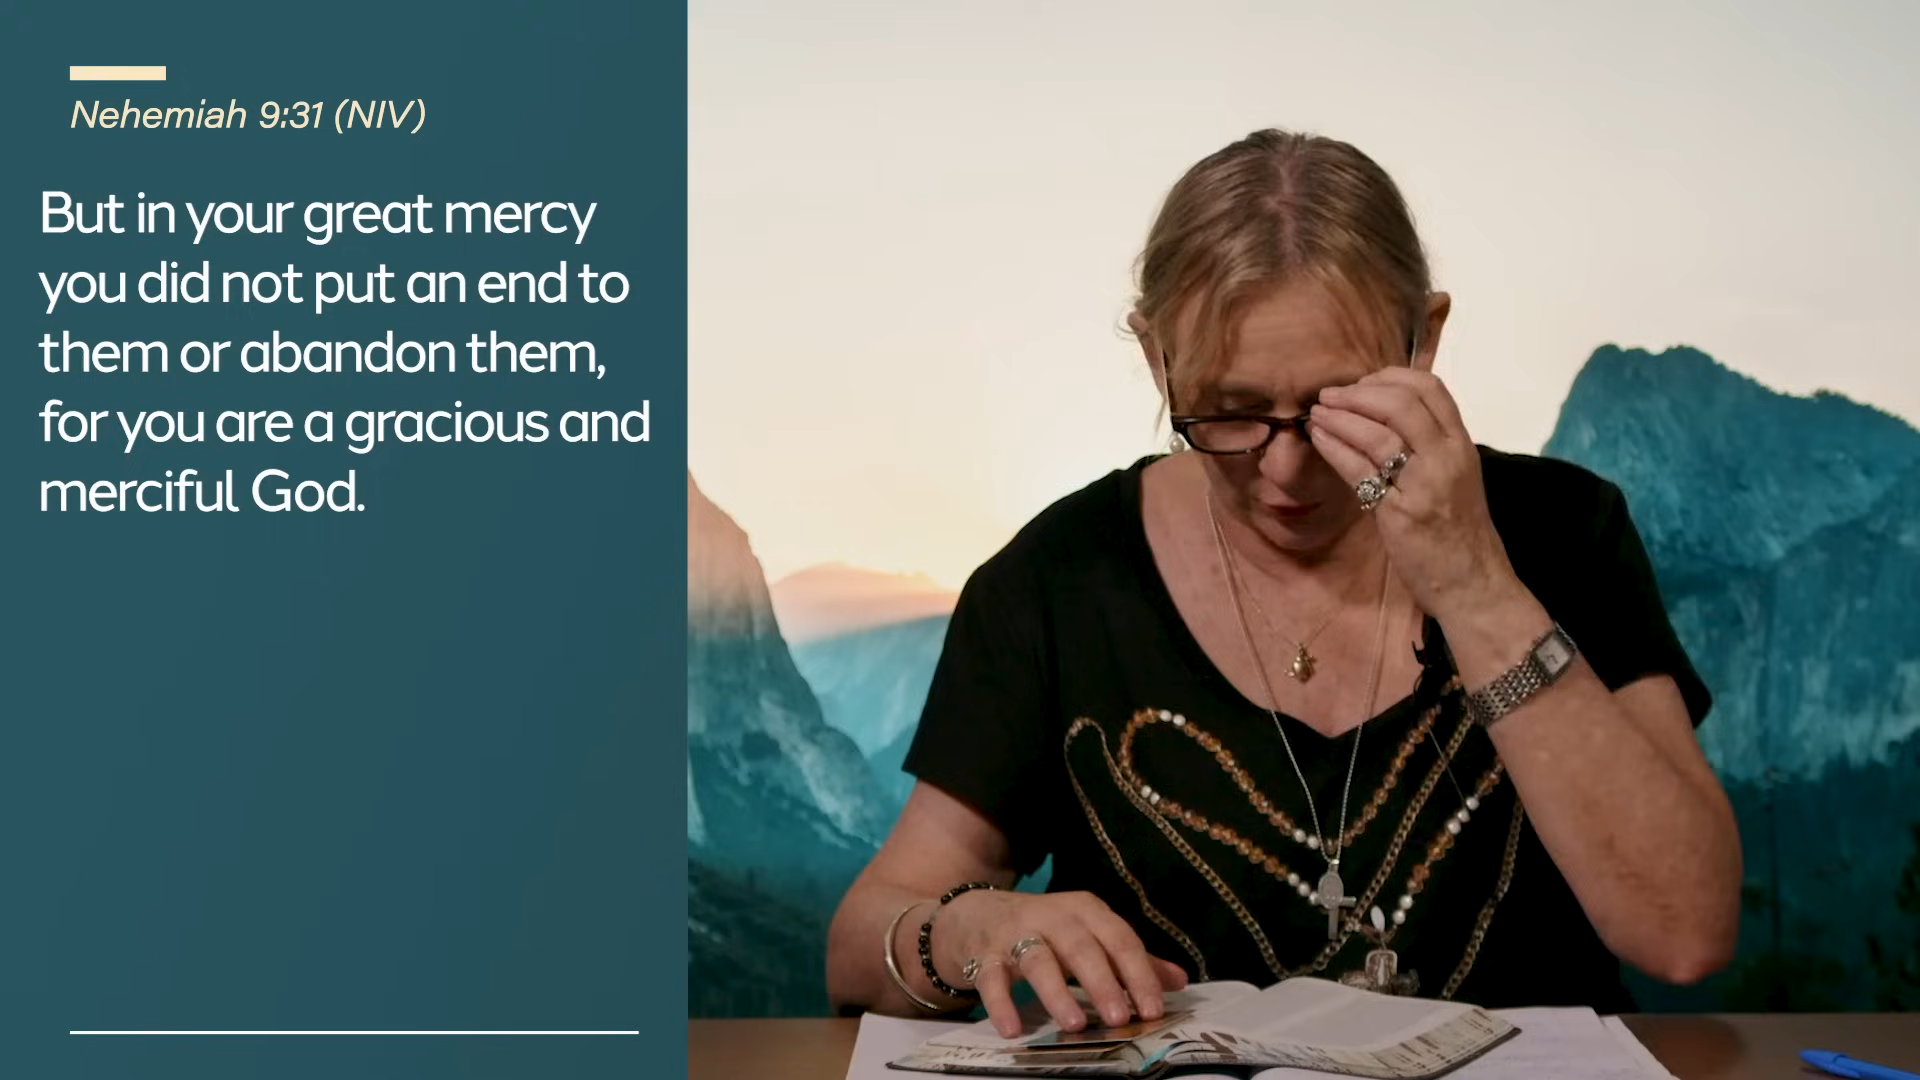 Nehemiah 9:31 (NIV)
But in your great mercy
you did not put an end to
them or abandon them,
for you are a gracious and
merciful God.